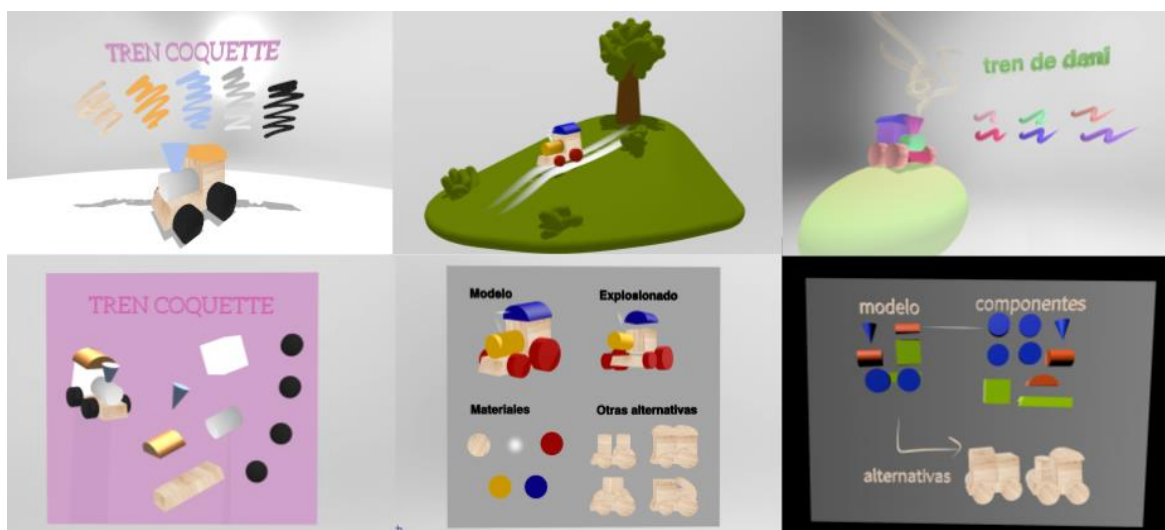 TREN COQUETTE
tren de dani
TREN COQUETTE
Modelo
Explosionado
Materiales
Otras alternativas
modelo
componentes
alternativas